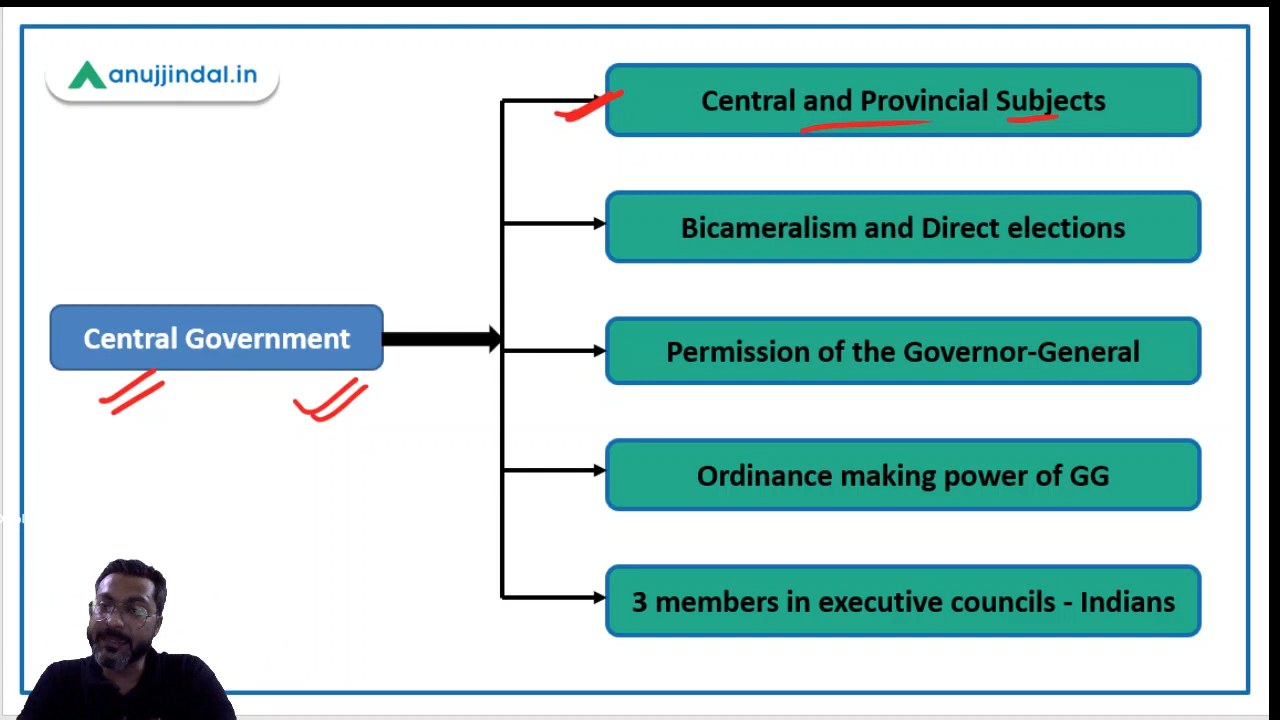 anujjindal.in
Central and Provincial Subjects
Bicameralism and Direct elections
Central Government
Permission of the Governor-General
Ordinance making power of GG
3 members in executive councils - Indians